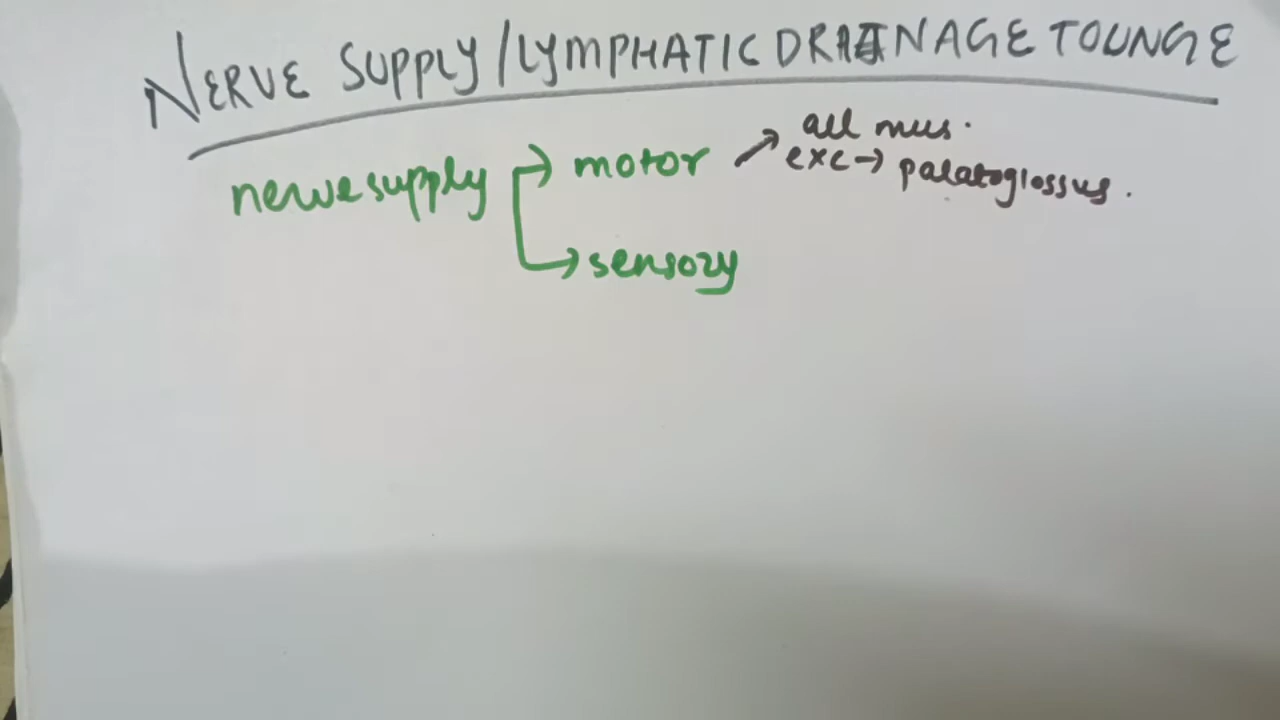 NERVE SUPPLY/LYMPHATIC DRAINAGE TOUNGE
nerve supply → motor ↗ all mus.
exc → palatoglossus.
→ sensory